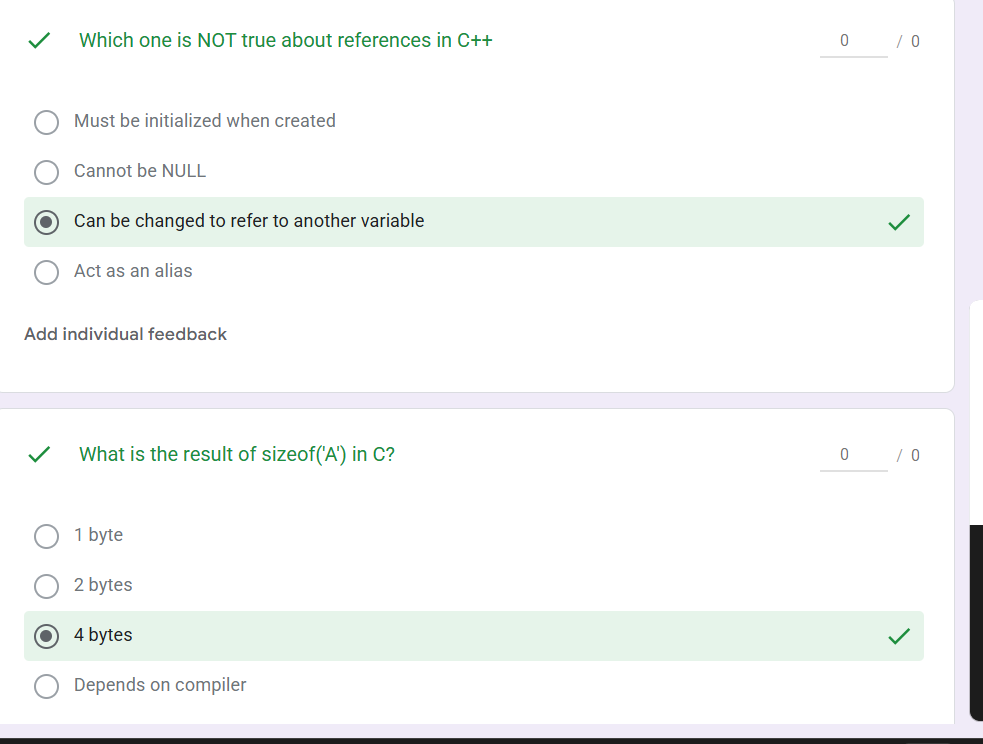 Which one is NOT true about references in C++
0 / 0
Must be initialized when created
Cannot be NULL
Can be changed to refer to another variable
Act as an alias
Add individual feedback
What is the result of sizeof('A') in C?
0 / 0
1 byte
2 bytes
4 bytes
Depends on compiler